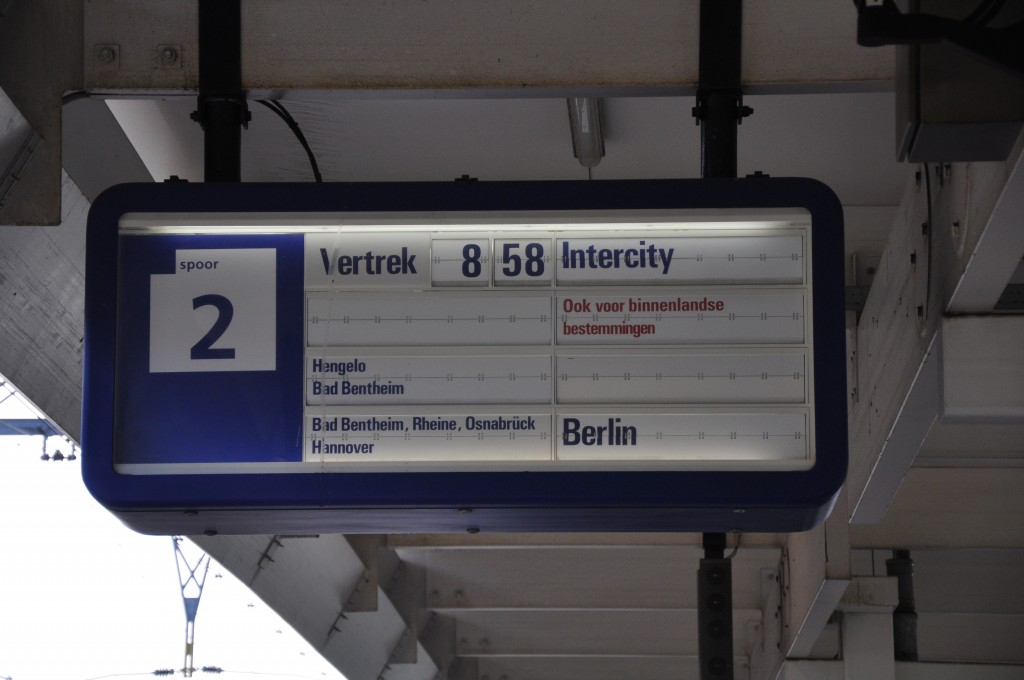 spoor
2
Vertrek 8 58 Intercity
Ook voor binnenlandse
bestemmingen
Hengelo
Bad Bentheim
Bad Bentheim, Rheine, Osnabrück
Hannover
Berlin